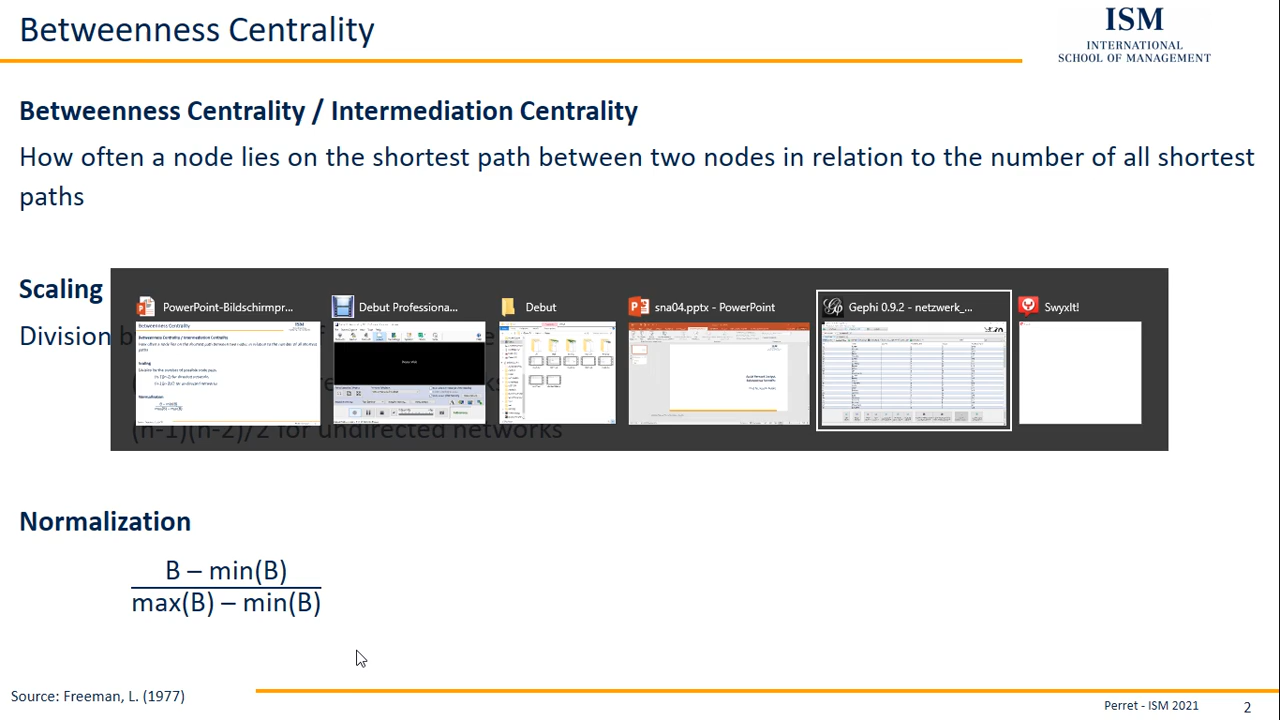 Betweenness Centrality
ISM
INTERNATIONAL
SCHOOL OF MANAGEMENT
Betweenness Centrality / Intermediation Centrality
How often a node lies on the shortest path between two nodes in relation to the number of all shortest
paths
Scaling
Division
PowerPoint-Bildschirmpr...
Debut Professiona...
Debut
sna04.pptx - PowerPoint
Gephi 0.9.2 - netzwerk_...
SwyxIt!
(n-1)(n-2)/2 for undirected networks
Normalization
B – min(B)
max(B) – min(B)
Source: Freeman, L. (1977)
Perret - ISM 2021
2